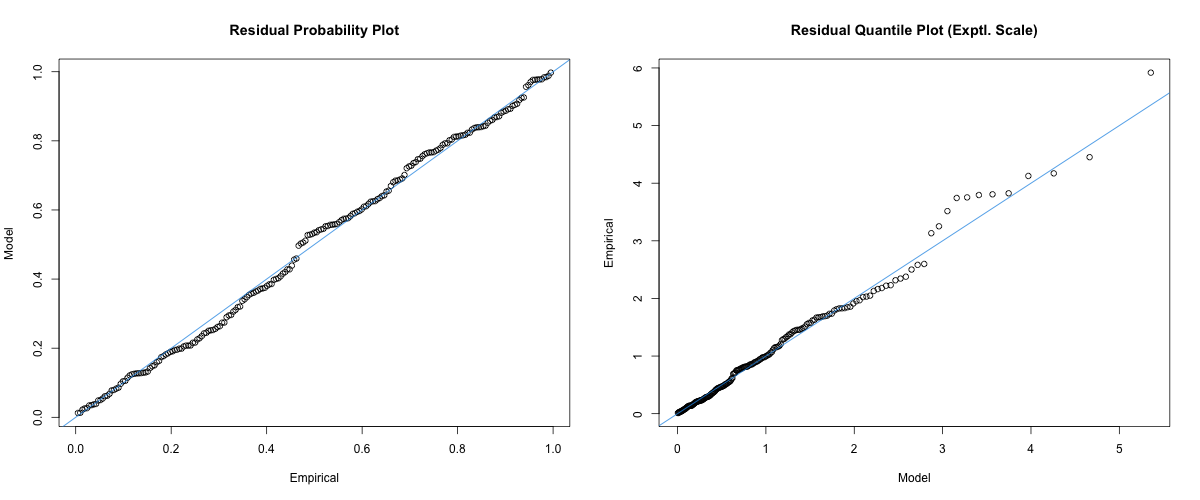 Residual Probability Plot
1.0
0.8
0.6
0.4
0.2
0.0
Model
0.0 0.2 0.4 0.6 0.8 1.0
Empirical
Residual Quantile Plot (Exptl. Scale)
6
5
4
3
2
1
0
Empirical
0 1 2 3 4 5
Model